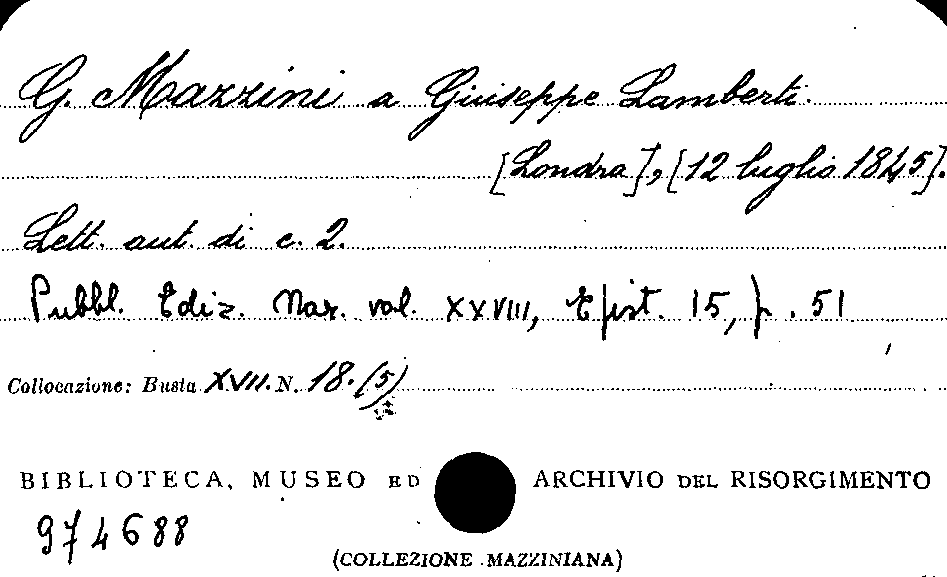 G. Mazzini a Giuseppe Lamberti.
[Londra], [12 luglio 1845].
Lett. aut. di c. 2.
Pubbl. Ediz. Naz. vol. XXVIII, Epist. 15, p. 51
Collocazione: Busta XVII. N. 18. (5)
BIBLIOTECA, MUSEO ED ARCHIVIO DEL RISORGIMENTO
974688
(COLLEZIONE MAZZINIANA)